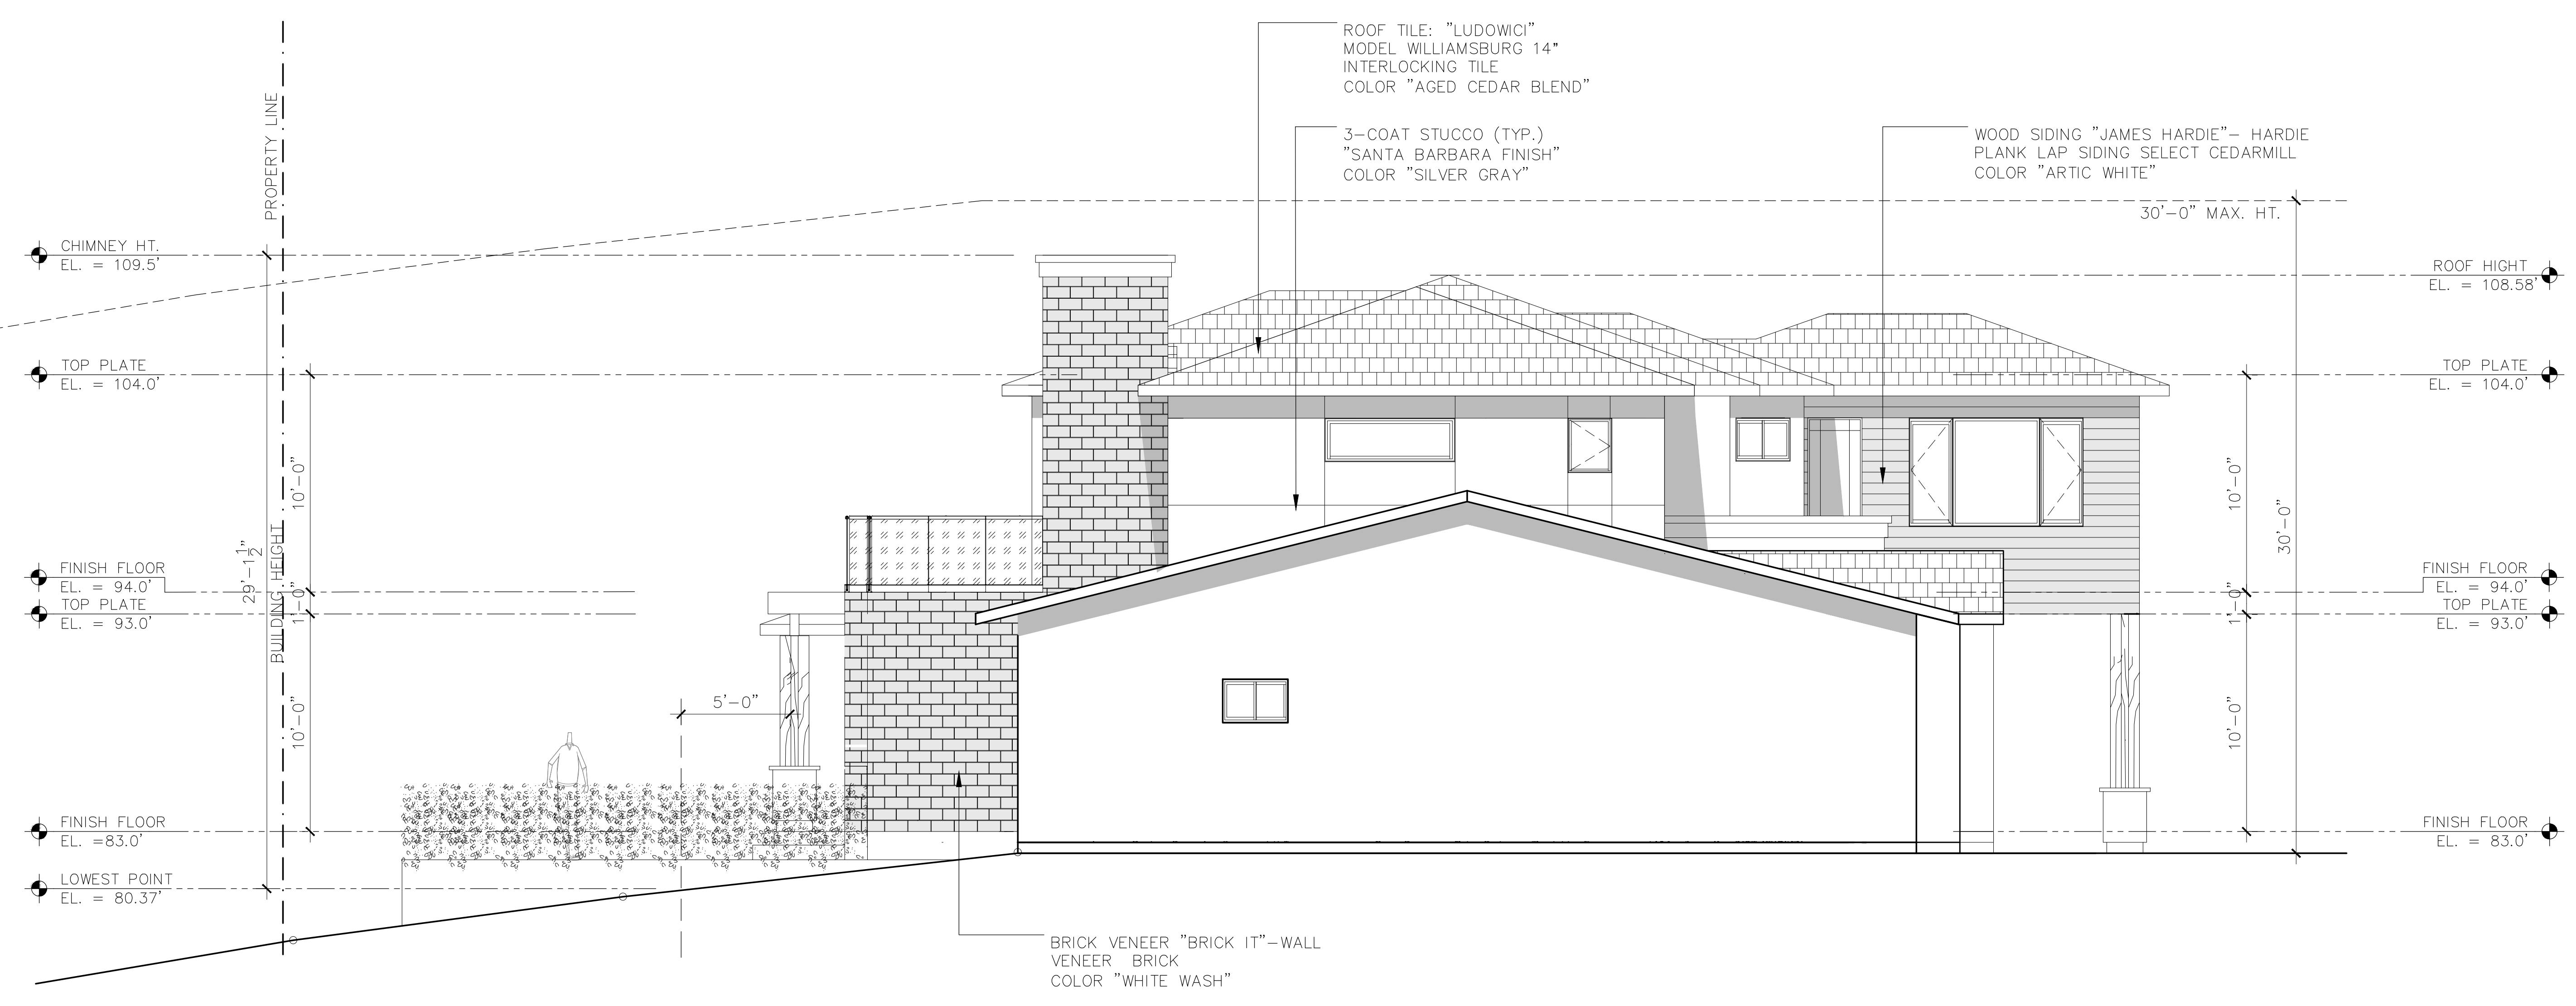 ROOF TILE: "LUDOWICI"
MODEL WILLIAMSBURG 14"
INTERLOCKING TILE
COLOR "AGED CEDAR BLEND"
3-COAT STUCCO (TYP.)
"SANTA BARBARA FINISH"
COLOR "SILVER GRAY"
WOOD SIDING "JAMES HARDIE"- HARDIE
PLANK LAP SIDING SELECT CEDARMILL
COLOR "ARTIC WHITE"
PROPERTY LINE
30'-0" MAX. HT.
CHIMNEY HT.
EL. = 109.5'
TOP PLATE
EL. = 104.0'
FINISH FLOOR
EL. = 94.0'
TOP PLATE
EL. = 93.0'
FINISH FLOOR
EL. =83.0'
LOWEST POINT
EL. = 80.37'
29'-1 1/2"
BUILDING HEIGHT
10'-0"
1'-0"
10'-0"
5'-0"
ROOF HIGHT
EL. = 108.58'
TOP PLATE
EL. = 104.0'
FINISH FLOOR
EL. = 94.0'
TOP PLATE
EL. = 93.0'
FINISH FLOOR
EL. = 83.0'
10'-0"
1'-0"
10'-0"
30'-0"
BRICK VENEER "BRICK IT"-WALL
VENEER BRICK
COLOR "WHITE WASH"